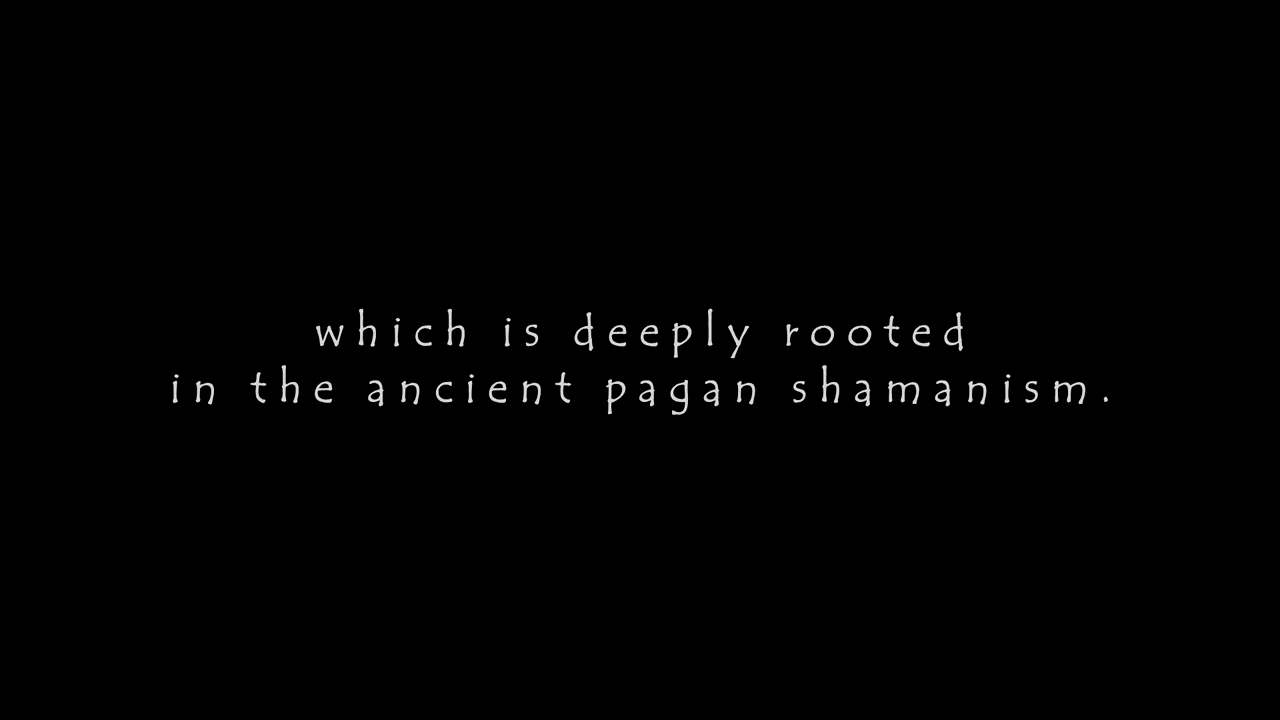 which is deeply rooted
in the ancient pagan shamanism.